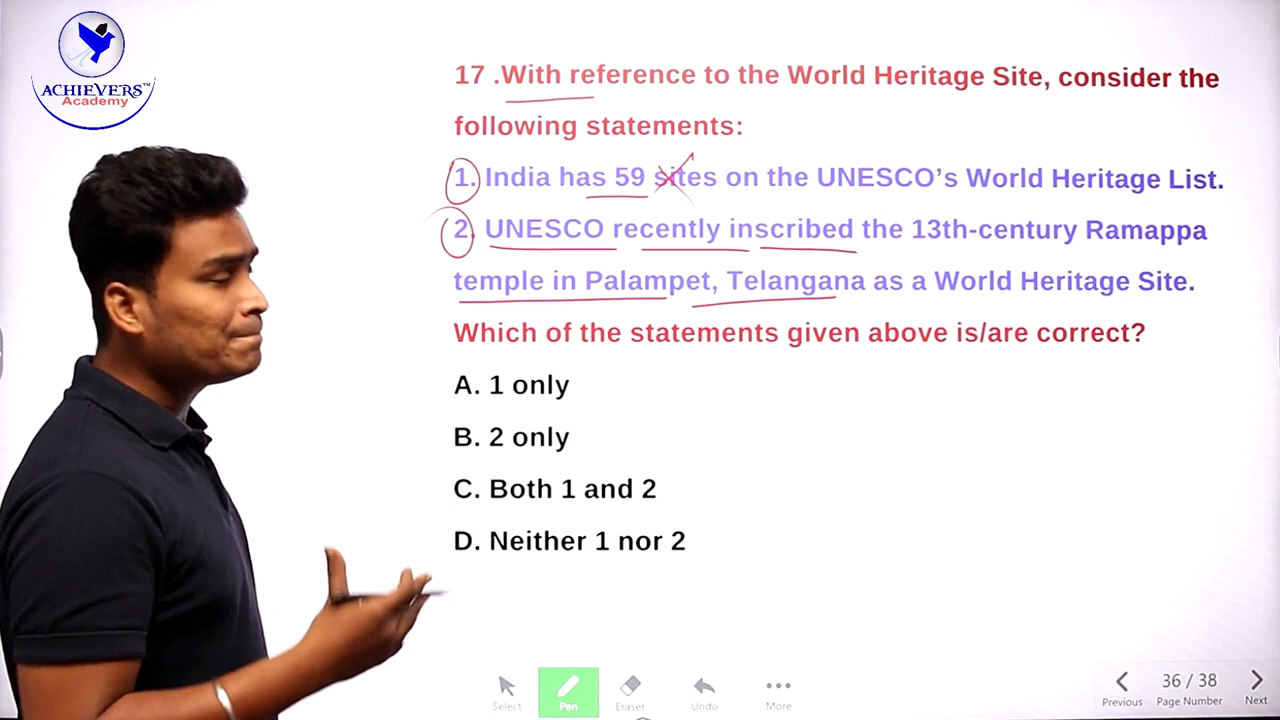 ACHIEVERS™
Academy
17 .With reference to the World Heritage Site, consider the
following statements:
1. India has 59 sites on the UNESCO’s World Heritage List.
2. UNESCO recently inscribed the 13th-century Ramappa
temple in Palampet, Telangana as a World Heritage Site.
Which of the statements given above is/are correct?
A. 1 only
B. 2 only
C. Both 1 and 2
D. Neither 1 nor 2
Select Pen Eraser Undo More
36 / 38
Previous Page Number Next